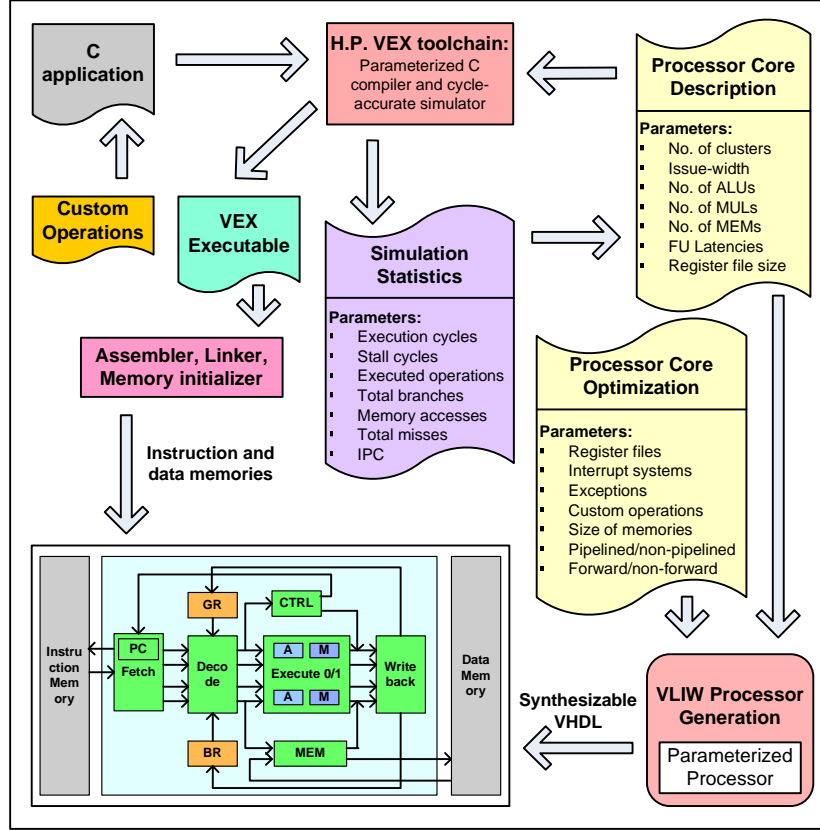 C
application
H.P. VEX toolchain:
Parameterized C
compiler and cycle-
accurate simulator
Processor Core
Description
Parameters:
▪ No. of clusters
▪ Issue-width
▪ No. of ALUs
▪ No. of MULs
▪ No. of MEMs
▪ FU Latencies
▪ Register file size
Custom
Operations
VEX
Executable
Simulation
Statistics
Parameters:
▪ Execution cycles
▪ Stall cycles
▪ Executed operations
▪ Total branches
▪ Memory accesses
▪ Total misses
▪ IPC
Assembler, Linker,
Memory initializer
Processor Core
Optimization
Parameters:
▪ Register files
▪ Interrupt systems
▪ Exceptions
▪ Custom operations
▪ Size of memories
▪ Pipelined/non-pipelined
▪ Forward/non-forward
Instruction and
data memories
Instru
ction
Memo
ry
PC
Fetch
GR
Deco
de
BR
CTRL
A M
Execute 0/1
A M
MEM
Write
back
Data
Me
mory
Synthesizable
VHDL
VLIW Processor
Generation
Parameterized
Processor